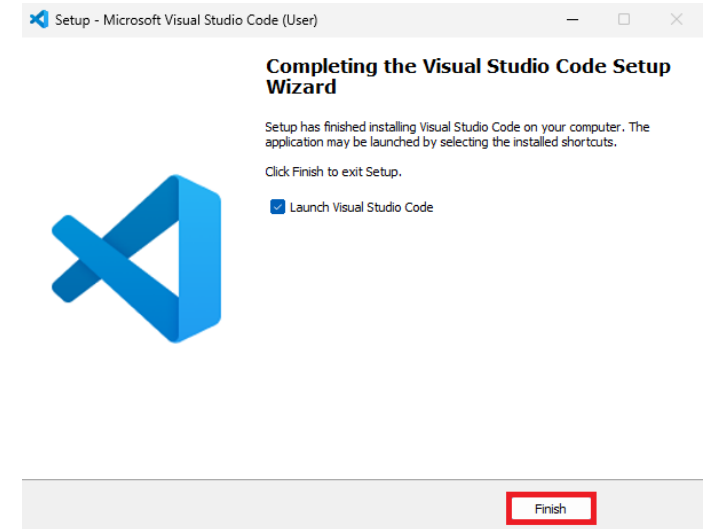 Setup - Microsoft Visual Studio Code (User)
Completing the Visual Studio Code Setup
Wizard
Setup has finished installing Visual Studio Code on your computer. The
application may be launched by selecting the installed shortcuts.
Click Finish to exit Setup.
Launch Visual Studio Code
Finish